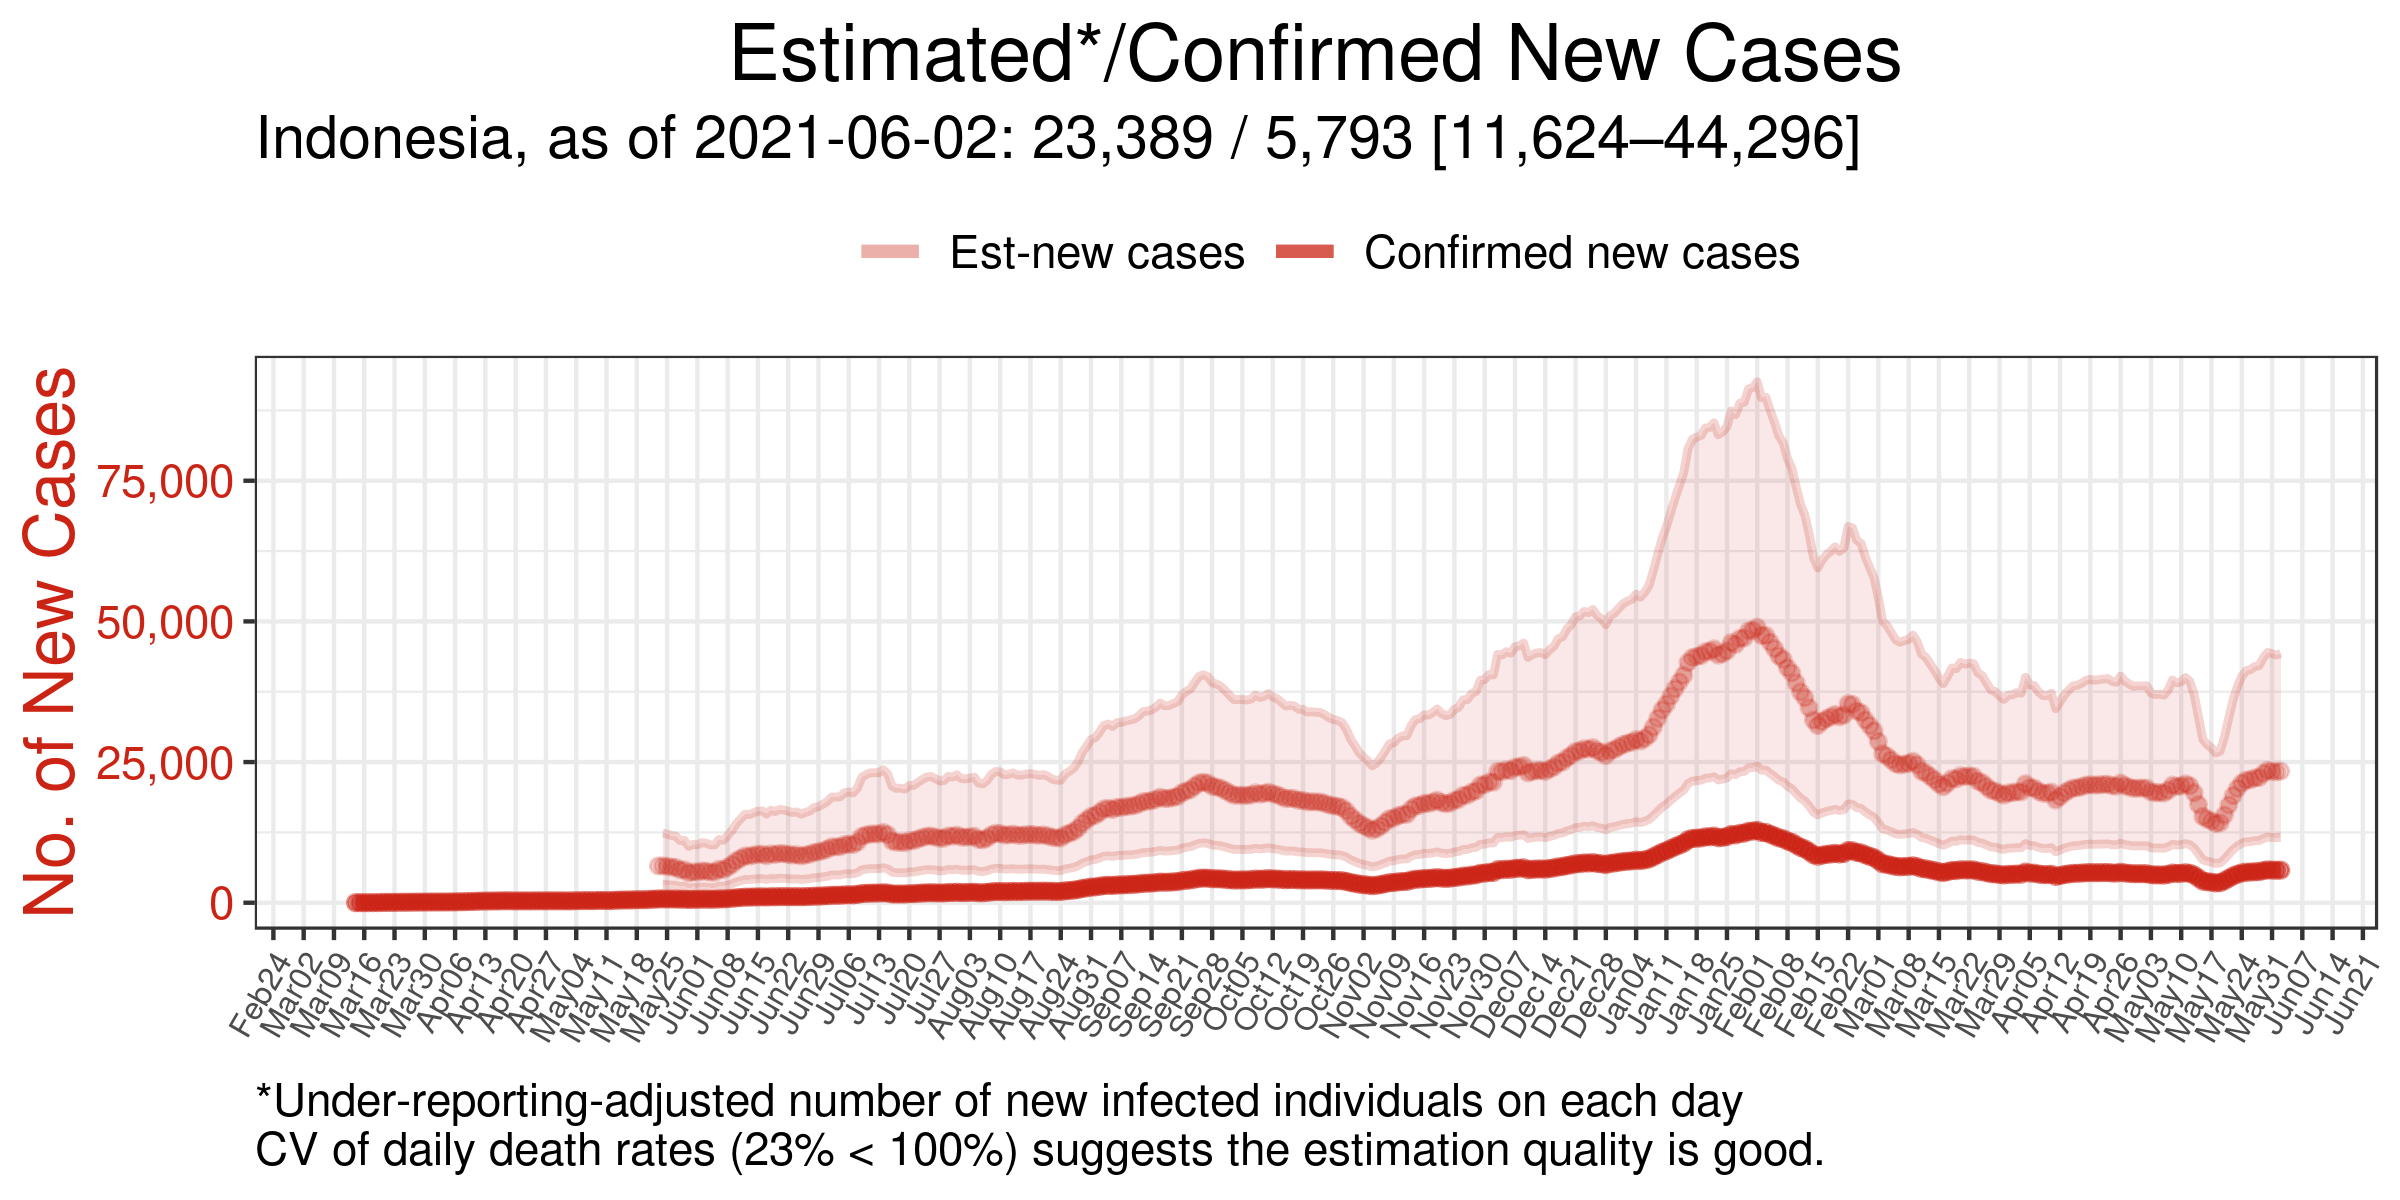 Estimated*/Confirmed New Cases
Indonesia, as of 2021-06-02: 23,389 / 5,793 [11,624–44,296]
Est-new cases
Confirmed new cases
No. of New Cases
75,000
50,000
25,000
0
Feb24
Mar02
Mar09
Mar16
Mar23
Mar30
Apr06
Apr13
Apr20
Apr27
May04
May11
May18
May25
Jun01
Jun08
Jun15
Jun22
Jun29
Jul06
Jul13
Jul20
Jul27
Aug03
Aug10
Aug17
Aug24
Aug31
Sep07
Sep14
Sep21
Sep28
Oct05
Oct12
Oct19
Oct26
Nov02
Nov09
Nov16
Nov23
Nov30
Dec07
Dec14
Dec21
Dec28
Jan04
Jan11
Jan18
Jan25
Feb01
Feb08
Feb15
Feb22
Mar01
Mar08
Mar15
Mar22
Mar29
Apr05
Apr12
Apr19
Apr26
May03
May10
May17
May24
May31
Jun07
Jun14
Jun21
*Under-reporting-adjusted number of new infected individuals on each day
CV of daily death rates (23% < 100%) suggests the estimation quality is good.